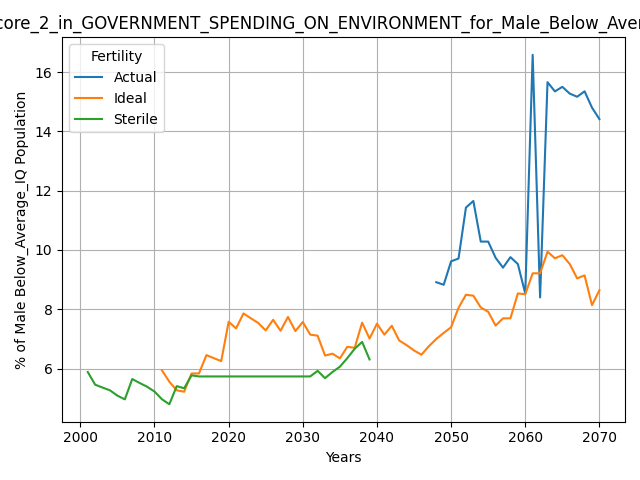 core_2_in_GOVERNMENT_SPENDING_ON_ENVIRONMENT_for_Male_Below_Aver
Fertility
Actual
Ideal
Sterile
16
14
12
10
8
6
% of Male Below_Average_IQ Population
2000 2010 2020 2030 2040 2050 2060 2070
Years